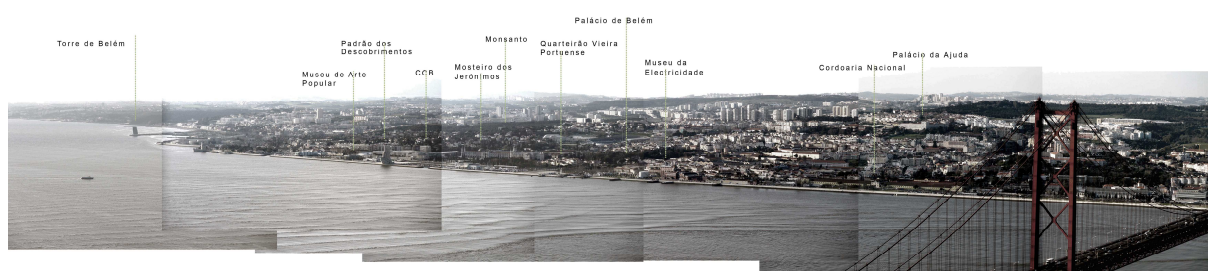 Torre de Belém
Museu de Arte
Popular
Padrão dos
Descobrimentos
CCB
Mosteiro dos
Jerónimos
Monsanto
Quarteirão Vieira
Portuense
Palácio de Belém
Museu da
Electricidade
Cordoaria Nacional
Palácio da Ajuda